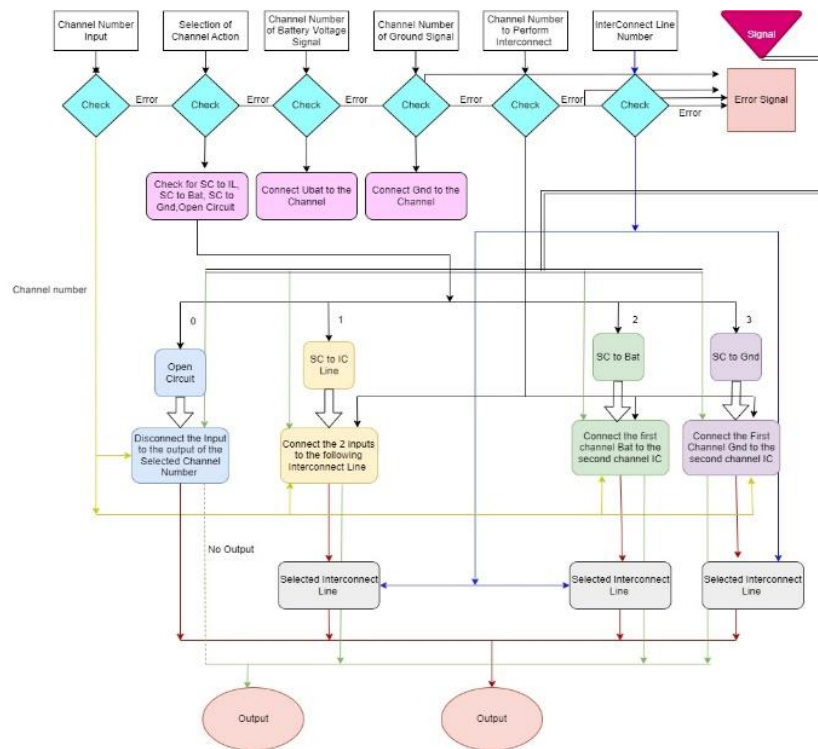 Channel Number
Input
Selection of
Channel Action
Channel Number
of Battery Voltage
Signal
Channel Number
of Ground Signal
Channel Number
to Perform
Interconnect
InterConnect Line
Number
Signal
Check
Error
Check
Error
Check
Error
Check
Error
Check
Error
Check
Error
Error Signal
Check for SC to IL,
SC to Bat, SC to
Gnd,Open Circuit
Connect Ubat to the
Channel
Connect Gnd to the
Channel
Channel number
0
1
2
3
Open
Circuit
SC to IC
Line
SC to Bat
SC to Gnd
Disconnect the Input
to the output of the
Selected Channel
Number
Connect the 2 inputs
to the following
Interconnect Line
Connect the first
channel Bat to the
second channel IC
Connect the First
Channel Gnd to the
second channel IC
No Output
Selected Interconnect
Line
Selected Interconnect
Line
Selected Interconnect
Line
Output
Output